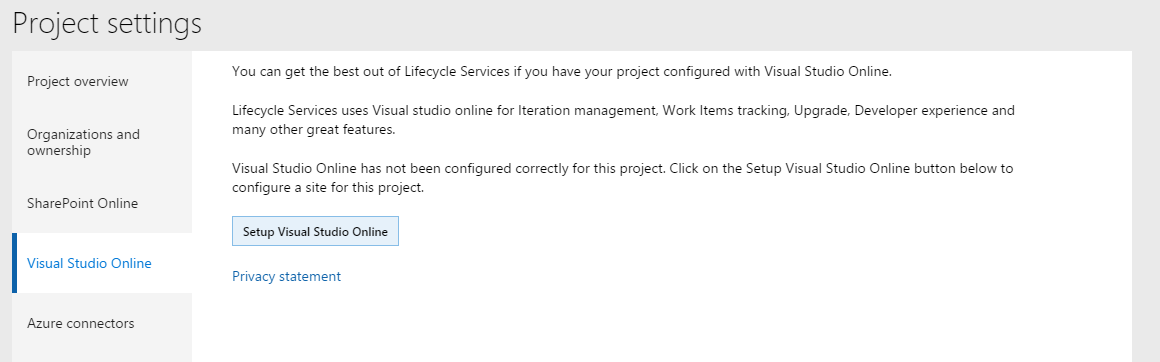 Project settings
Project overview
Organizations and
ownership
SharePoint Online
Visual Studio Online
Azure connectors
You can get the best out of Lifecycle Services if you have your project configured with Visual Studio Online.
Lifecycle Services uses Visual studio online for Iteration management, Work Items tracking, Upgrade, Developer experience and
many other great features.
Visual Studio Online has not been configured correctly for this project. Click on the Setup Visual Studio Online button below to
configure a site for this project.
Setup Visual Studio Online
Privacy statement